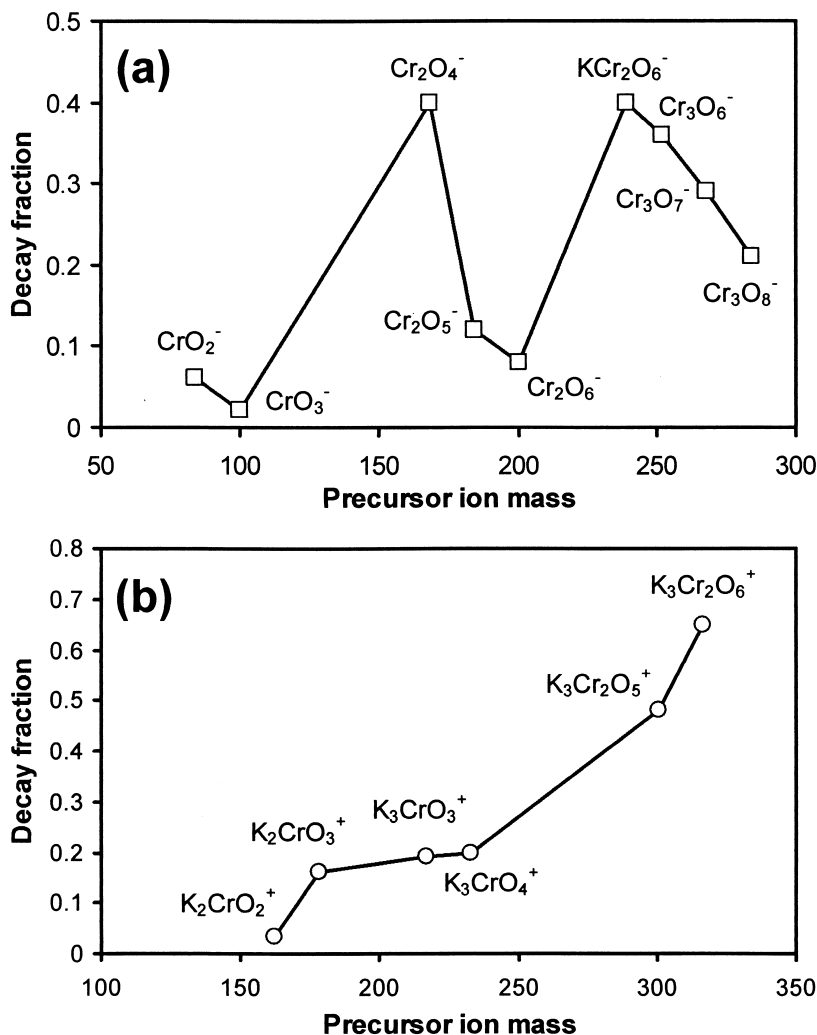 (a)
Decay fraction
0.5
0.4
0.3
0.2
0.1
0
Cr₂O₄⁻
KCr₂O₆⁻
Cr₃O₆⁻
Cr₃O₇⁻
Cr₃O₈⁻
Cr₂O₅⁻
CrO₂⁻
Cr₂O₆⁻
CrO₃⁻
50 100 150 200 250 300
Precursor ion mass
(b)
Decay fraction
0.8
0.7
0.6
0.5
0.4
0.3
0.2
0.1
0
K₃Cr₂O₆⁺
K₃Cr₂O₅⁺
K₃CrO₃⁺
K₂CrO₃⁺
K₃CrO₄⁺
K₂CrO₂⁺
100 150 200 250 300 350
Precursor ion mass